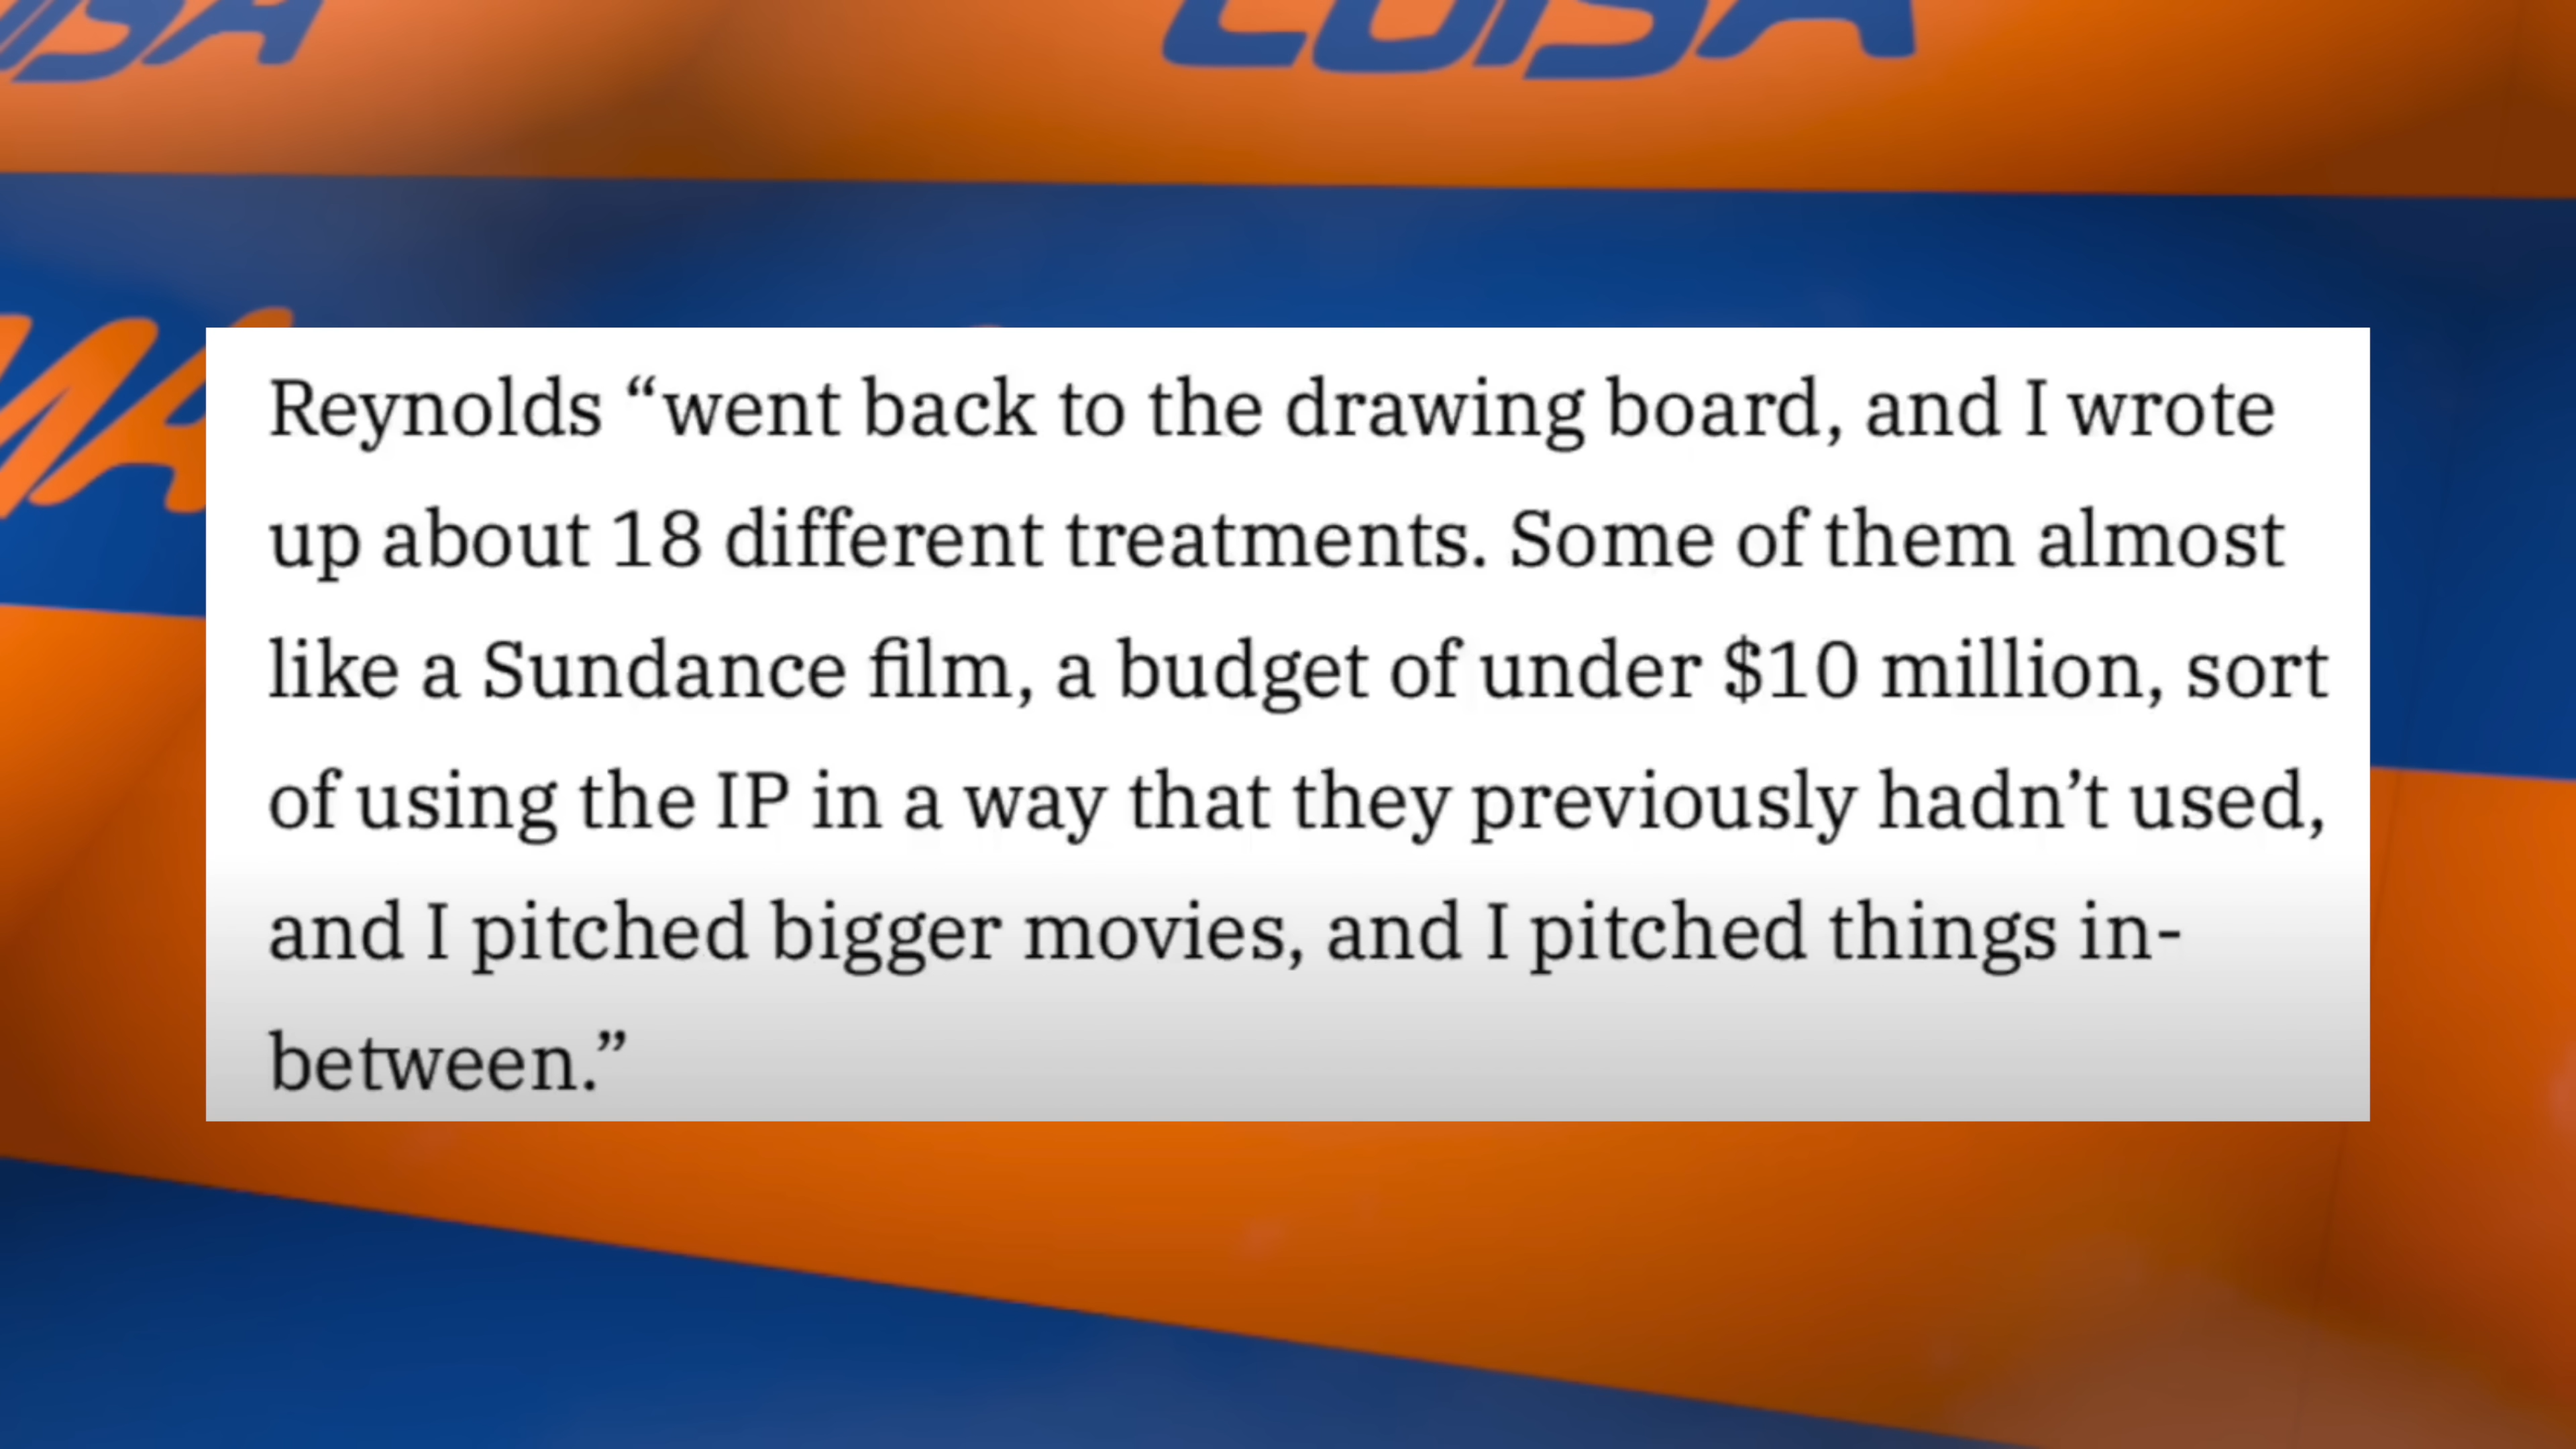 LUISA
Reynolds “went back to the drawing board, and I wrote
up about 18 different treatments. Some of them almost
like a Sundance film, a budget of under $10 million, sort
of using the IP in a way that they previously hadn’t used,
and I pitched bigger movies, and I pitched things in-
between.”